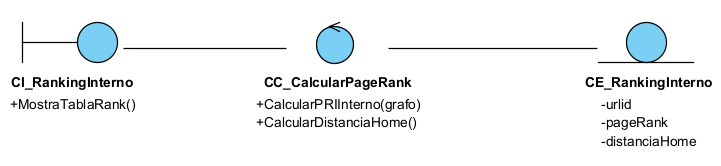 CI_RankingInterno
+MostraTablaRank()
CC_CalcularPageRank
+CalcularPRIInterno(grafo)
+CalcularDistanciaHome()
CE_RankingInterno
-urlid
-pageRank
-distanciaHome